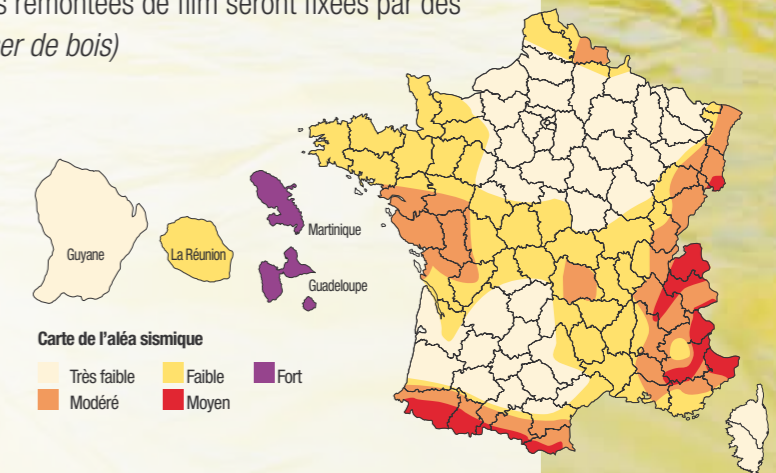 s remontées de film seront fixées par des
er de bois)
Guyane
La Réunion
Martinique
Guadeloupe
Carte de l'aléa sismique
Très faible
Faible
Fort
Modéré
Moyen